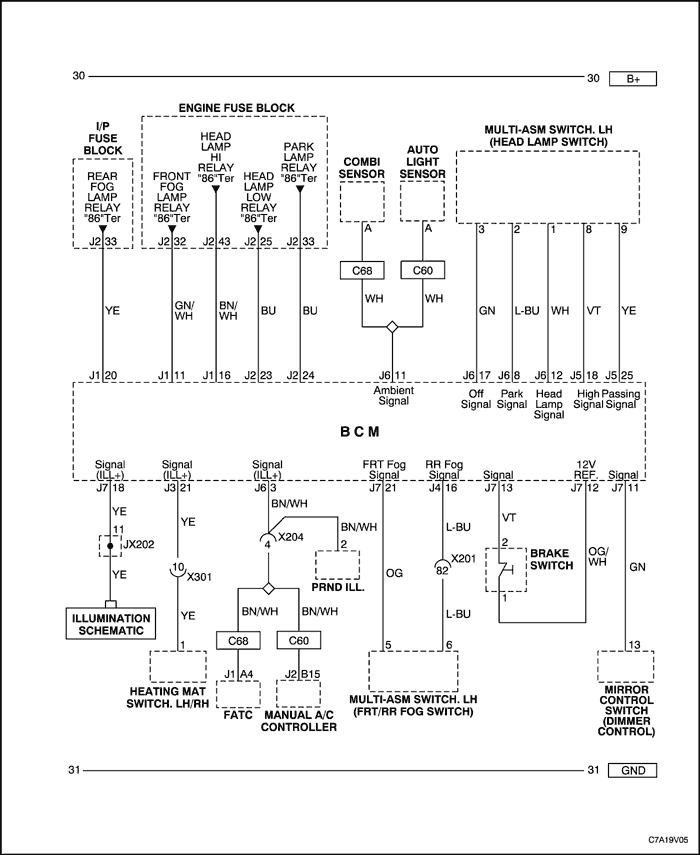 30
30 B+
ENGINE FUSE BLOCK
I/P
FUSE
BLOCK
REAR
FOG
LAMP
RELAY
"86"Ter
J2 33
FRONT
FOG
LAMP
RELAY
"86"Ter
J2 32
HEAD
LAMP
HI
RELAY
"86"Ter
J2 43
HEAD
LAMP
LOW
RELAY
"86"Ter
J2 25
PARK
LAMP
RELAY
"86"Ter
J2 33
COMBI
SENSOR
A
C68
WH
AUTO
LIGHT
SENSOR
A
C60
WH
MULTI-ASM SWITCH. LH
(HEAD LAMP SWITCH)
3 2 1 8 9
YE
GN/
WH
BN/
WH
BU
BU
GN
L-BU
WH
VT
YE
J1 20
J1 11
J1 16
J2 23
J2 24
J6 11
J6 17
J6 8
J6 12
J5 18
J5 25
Ambient
Signal
Off
Signal
Park
Signal
Head
Lamp
Signal
High
Signal
Passing
Signal
B C M
Signal
(ILL+)
J7 18
Signal
(ILL+)
J3 21
Signal
(ILL+)
J6 3
FRT Fog
Signal
J7 21
RR Fog
Signal
J4 16
Signal
J7 13
12V
REF.
J7 12
Signal
J7 11
YE
11
JX202
YE
ILLUMINATION
SCHEMATIC
YE
10
X301
YE
1
HEATING MAT
SWITCH. LH/RH
BN/WH
X204
4
BN/WH
2
PRND ILL.
BN/WH
BN/WH
C68
C60
J1 A4
J2 B15
FATC
MANUAL A/C
CONTROLLER
OG
5
L-BU
X201
82
L-BU
6
MULTI-ASM SWITCH. LH
(FRT/RR FOG SWITCH)
VT
2
BRAKE
SWITCH
1
OG/
WH
GN
13
MIRROR
CONTROL
SWITCH
(DIMMER
CONTROL)
31
31 GND
C7A19V05